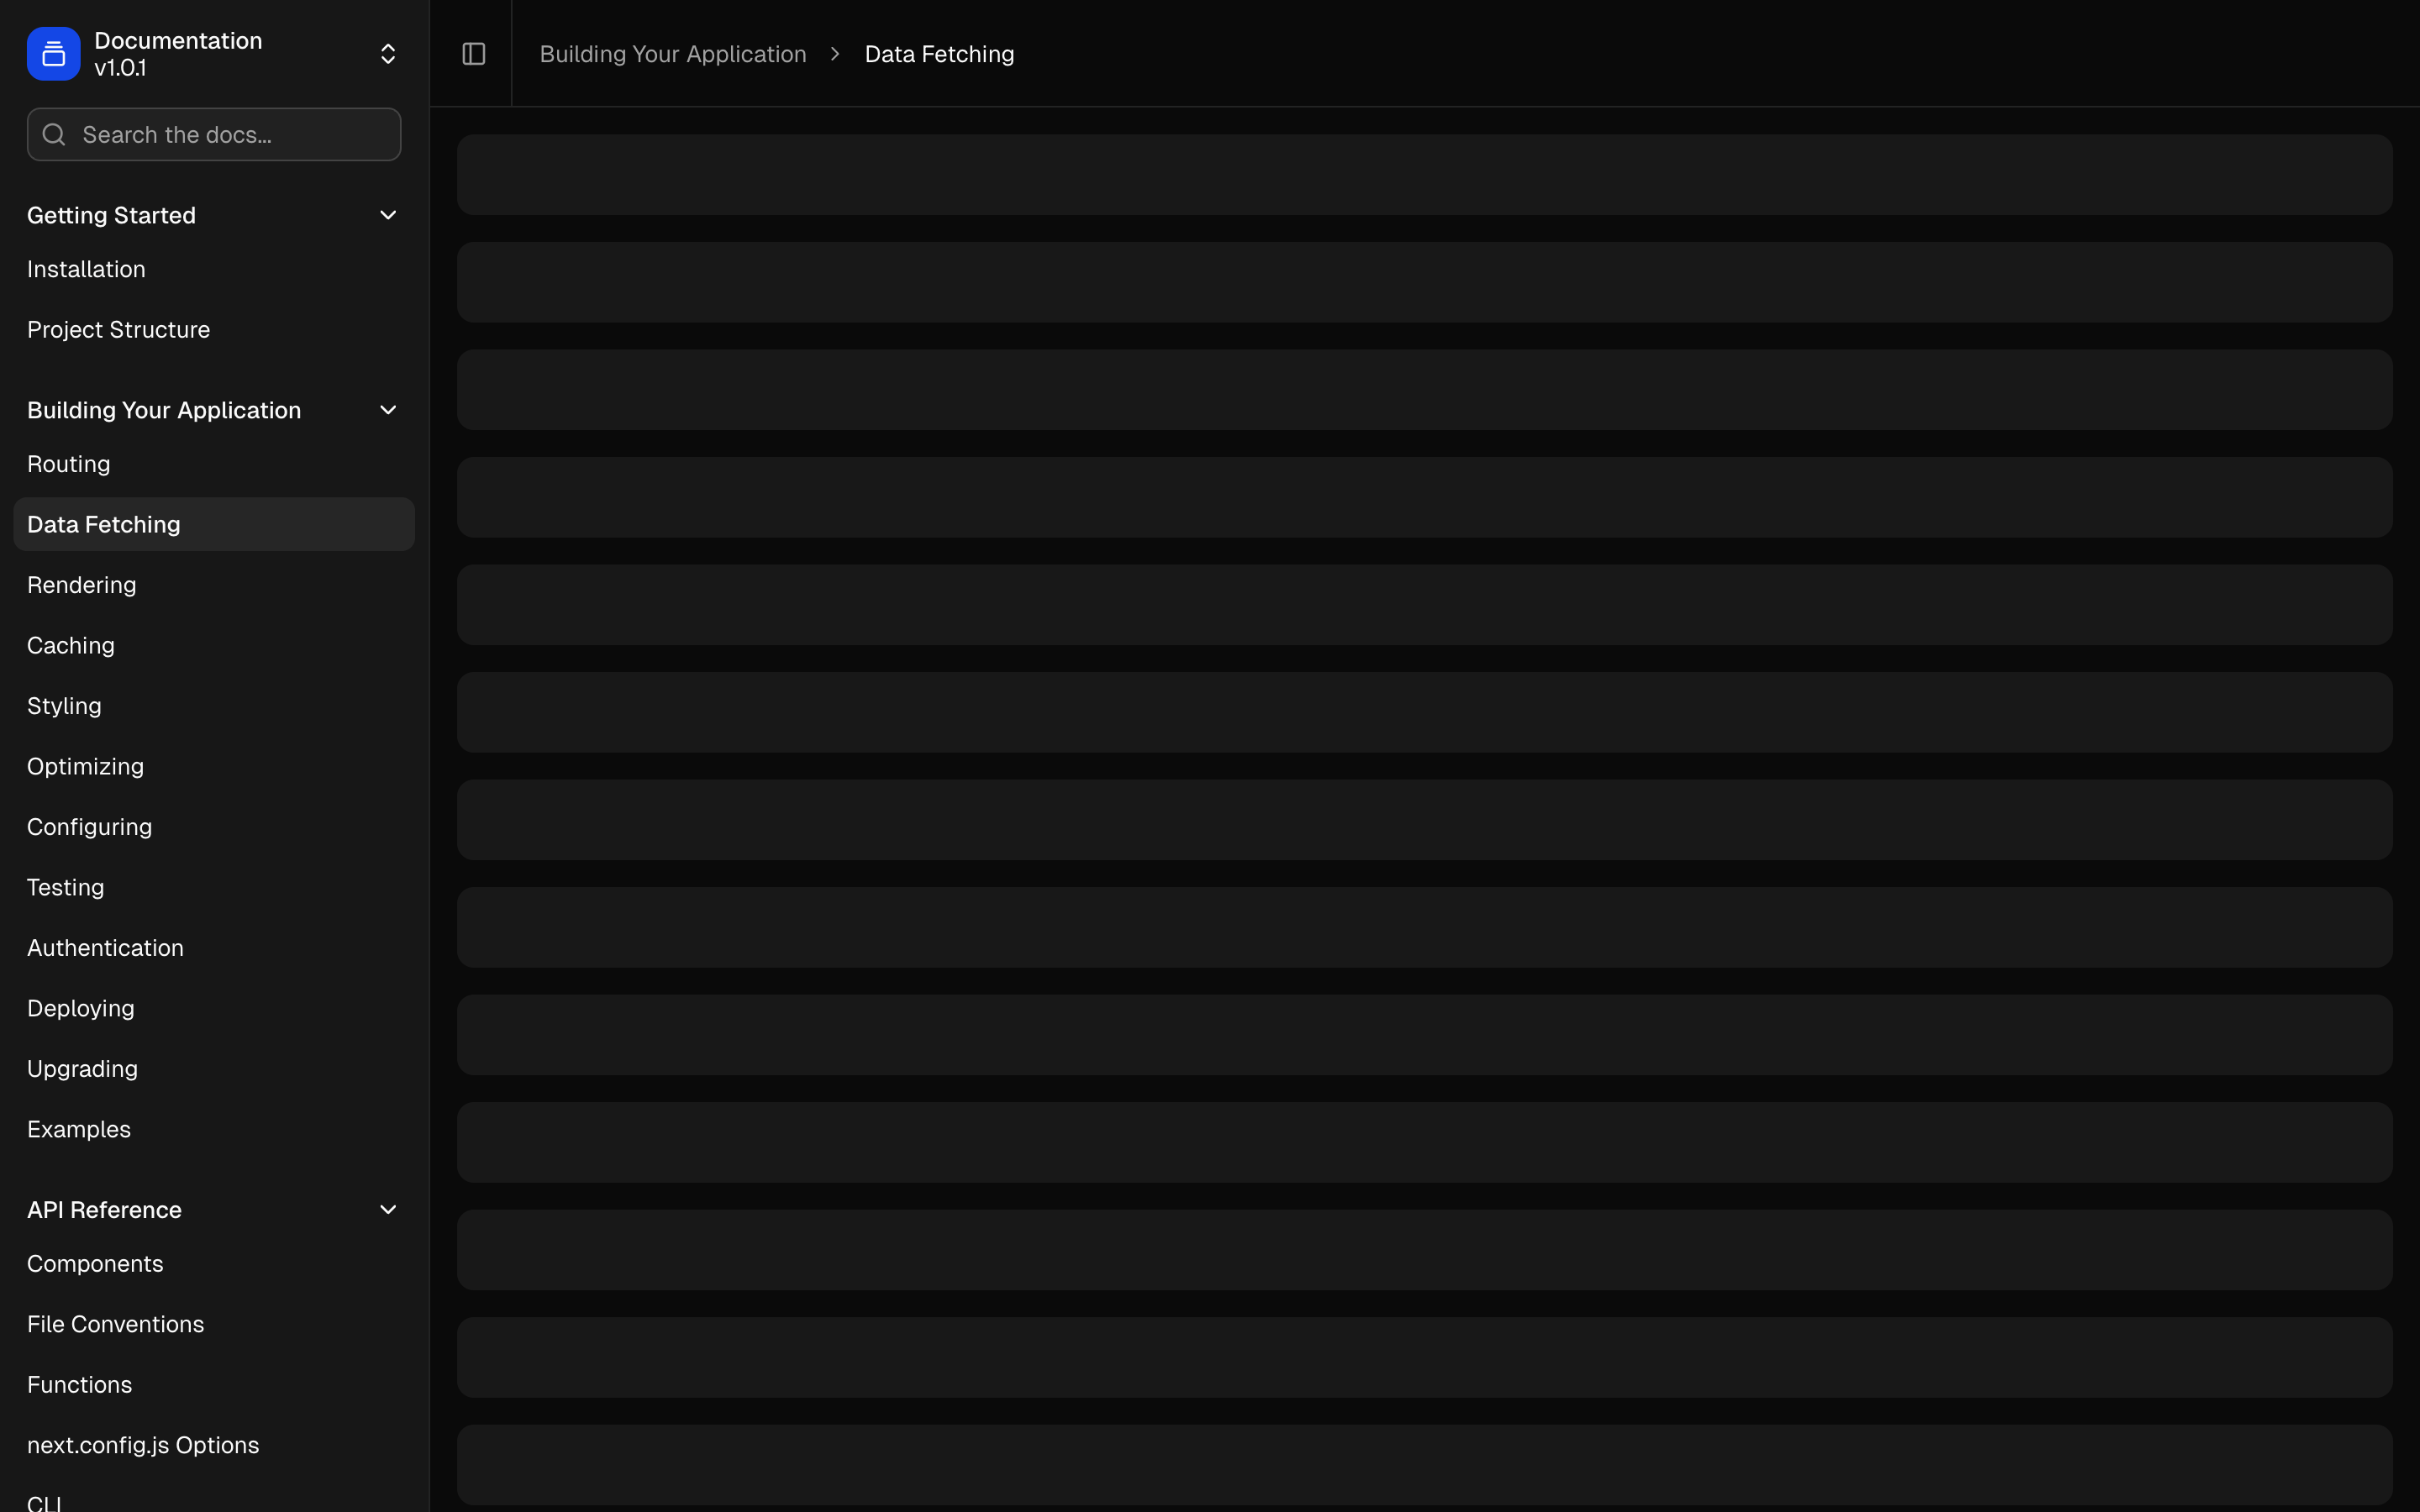 Documentation
v1.0.1
Search the docs...
Getting Started
Installation
Project Structure
Building Your Application
Routing
Data Fetching
Rendering
Caching
Styling
Optimizing
Configuring
Testing
Authentication
Deploying
Upgrading
Examples
API Reference
Components
File Conventions
Functions
next.config.js Options
CLI
Building Your Application
Data Fetching